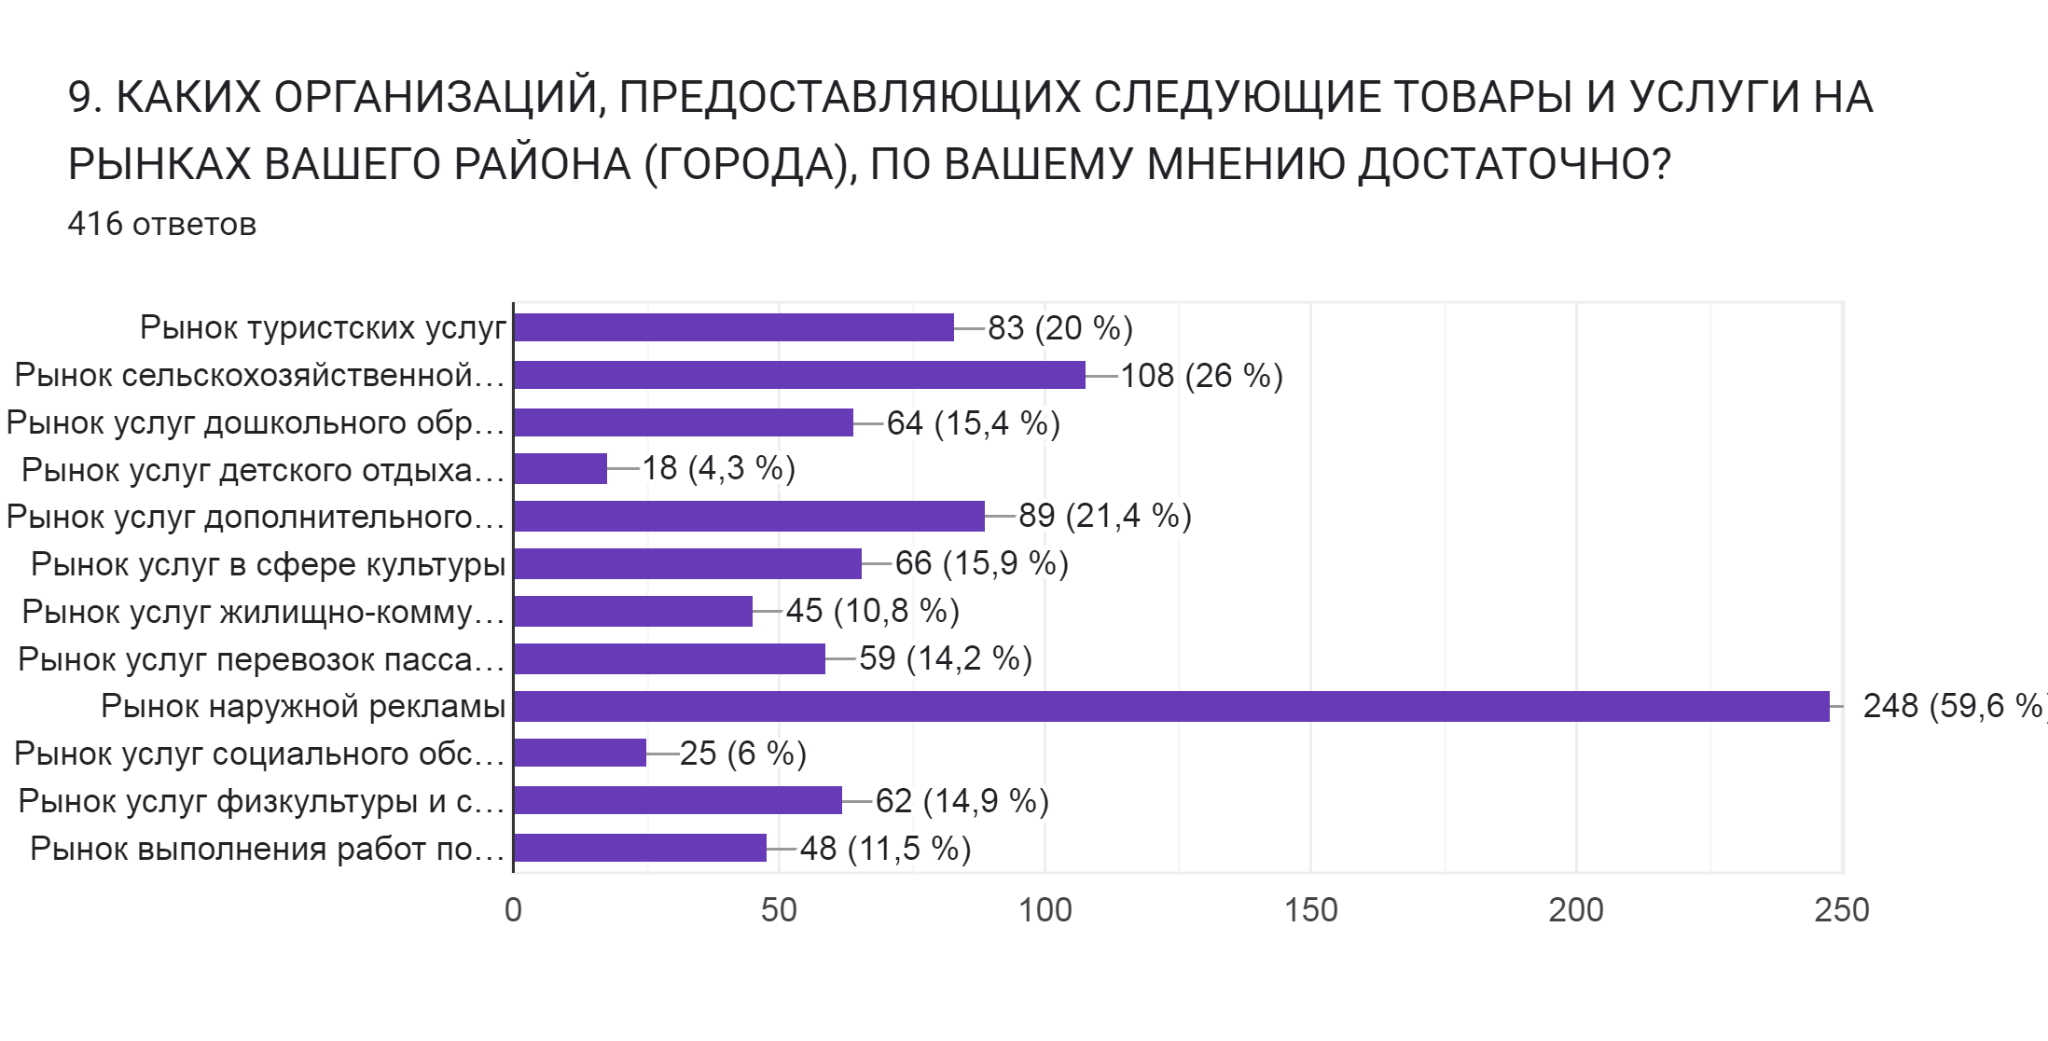 9. КАКИХ ОРГАНИЗАЦИЙ, ПРЕДОСТАВЛЯЮЩИХ СЛЕДУЮЩИЕ ТОВАРЫ И УСЛУГИ НА
РЫНКАХ ВАШЕГО РАЙОНА (ГОРОДА), ПО ВАШЕМУ МНЕНИЮ ДОСТАТОЧНО?
416 ответов
Рынок туристских услуг 83 (20 %)
Рынок сельскохозяйственной… 108 (26 %)
Рынок услуг дошкольного обр… 64 (15,4 %)
Рынок услуг детского отдыха… 18 (4,3 %)
Рынок услуг дополнительного… 89 (21,4 %)
Рынок услуг в сфере культуры 66 (15,9 %)
Рынок услуг жилищно-комму… 45 (10,8 %)
Рынок услуг перевозок пасса… 59 (14,2 %)
Рынок наружной рекламы 248 (59,6 %)
Рынок услуг социального обс… 25 (6 %)
Рынок услуг физкультуры и с… 62 (14,9 %)
Рынок выполнения работ по… 48 (11,5 %)
0 50 100 150 200 250